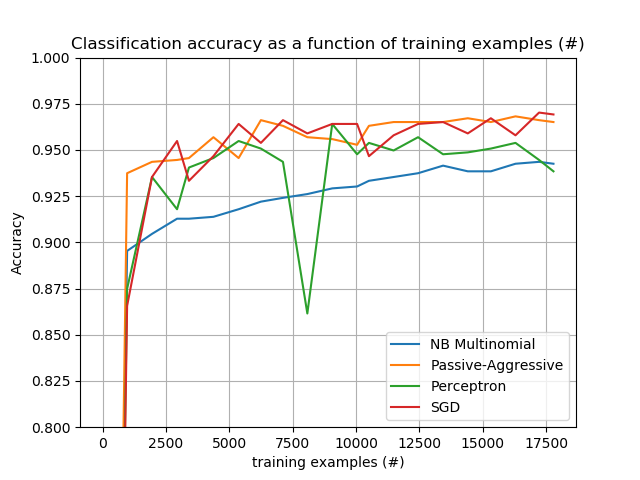 Classification accuracy as a function of training examples (#)
1.000
0.975
0.950
0.925
0.900
0.875
0.850
0.825
0.800
Accuracy
NB Multinomial
Passive-Aggressive
Perceptron
SGD
0 2500 5000 7500 10000 12500 15000 17500
training examples (#)